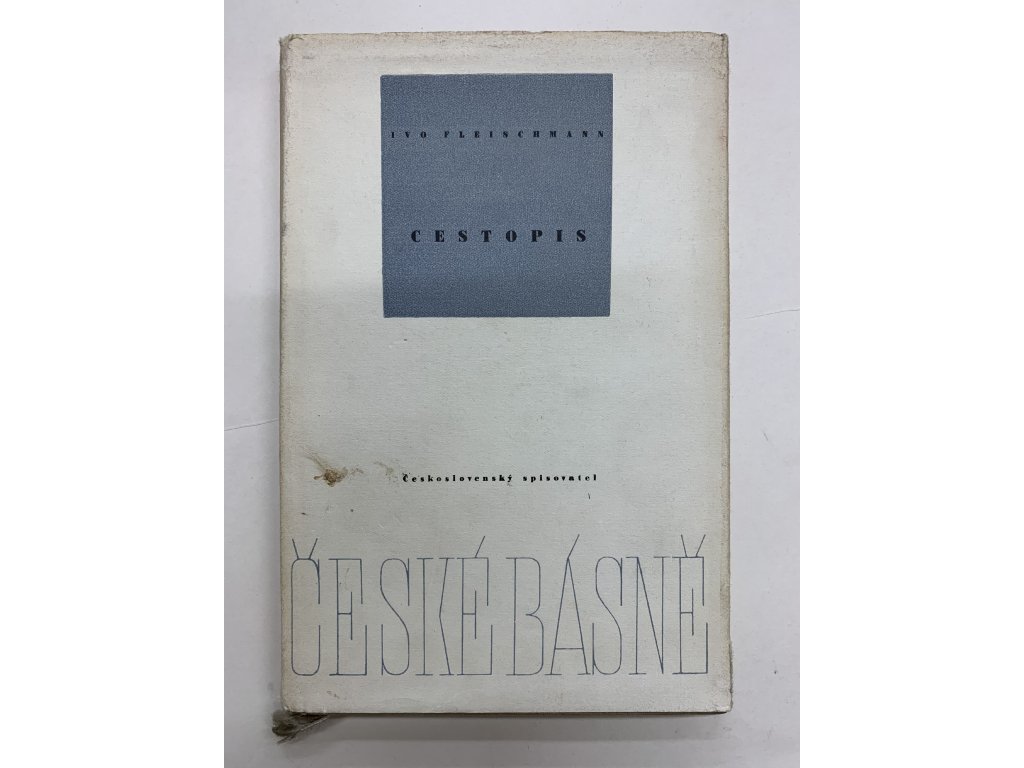 IVO FLEISCHMANN
CESTOPIS
Československý spisovatel
ČESKÉ BÁSNĚ